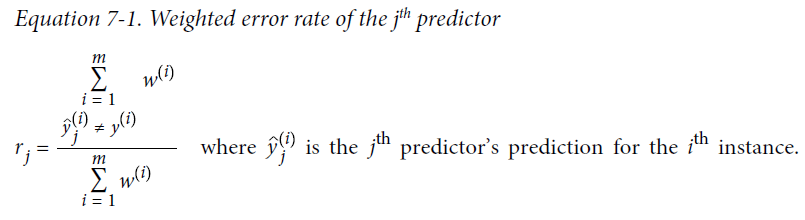 Equation 7-1. Weighted error rate of the jth predictor
m
∑ w(i)
i = 1
ŷj(i) ≠ y(i)
rj = ⎯ where ŷj(i) is the jth predictor’s prediction for the ith instance.
m
∑ w(i)
i = 1